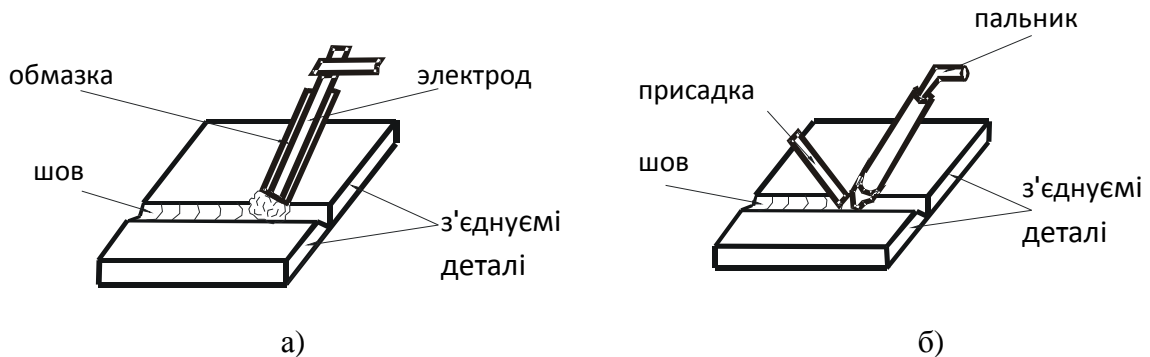 обмазка
электрод
шов
з'єднуємі
деталі
а)
пальник
присадка
шов
з'єднуємі
деталі
б)